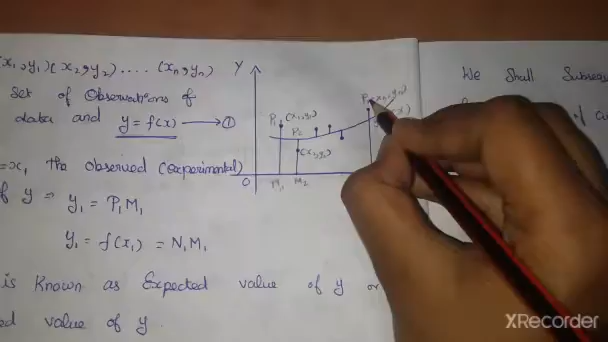 (x₁,y₁)(x₂,y₂).... (xₙ,yₙ)
set of Observations of
data and y = f(x) → ①
=x, the Observed (experimental)
of y = y₁ = P₁M₁
y₁ = f(x₁) = N₁M₁
is known as Expected value of y or
ed value of y.
Y
P₁ (x₁,y₁)
P₂
(x₂,y₂)
O M₁ M₂
We Shall
XRecorder